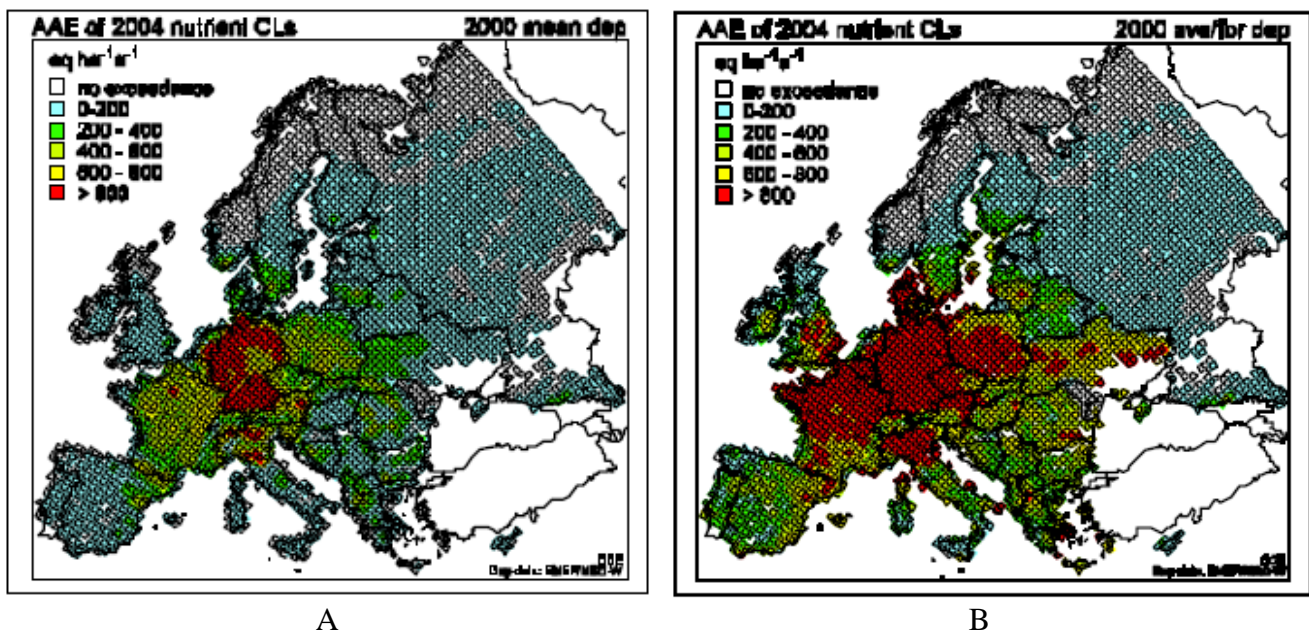 AAE of 2004 nutrient CLs 2000 mean dep
eq ha⁻¹a⁻¹
no exceedence
0-200
200 - 400
400 - 600
600 - 800
> 800
A
AAE of 2004 nutrient CLs 2000 ave/for dep
eq ha⁻¹a⁻¹
no exceedence
0-200
200 - 400
400 - 600
600 - 800
> 800
B